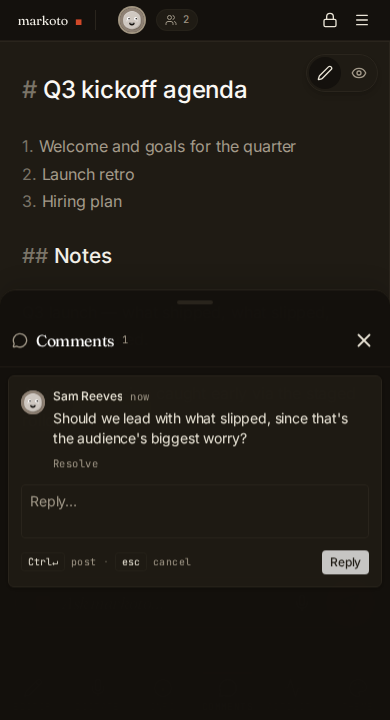 markoto
2
# Q3 kickoff agenda
1. Welcome and goals for the quarter
2. Launch retro
3. Hiring plan
## Notes
Comments 1
Sam Reeves now
Should we lead with what slipped, since that's
the audience's biggest worry?
Resolve
Reply...
Ctrl↵ post · esc cancel
Reply